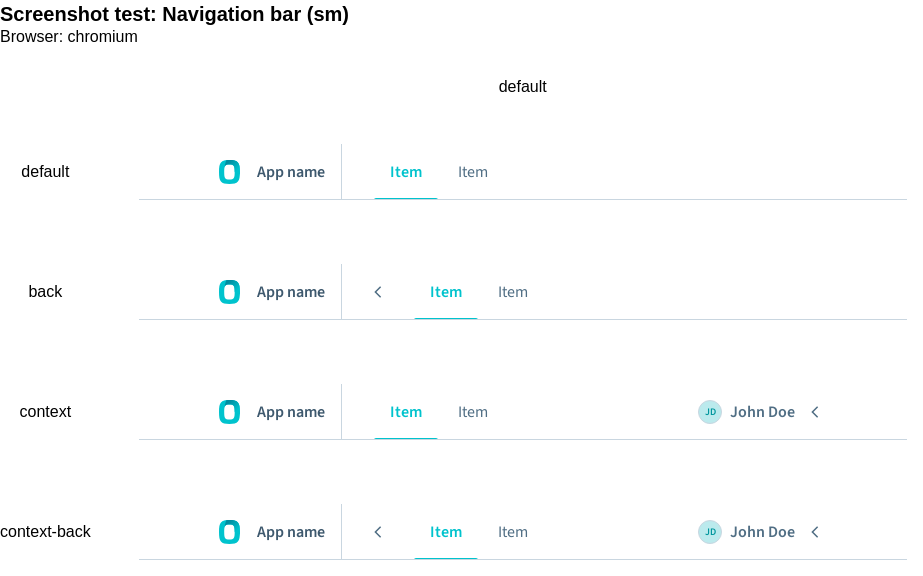 Screenshot test: Navigation bar (sm)
Browser: chromium
default
default App name Item Item
back App name Item Item
context App name Item Item JD John Doe
context-back App name Item Item JD John Doe